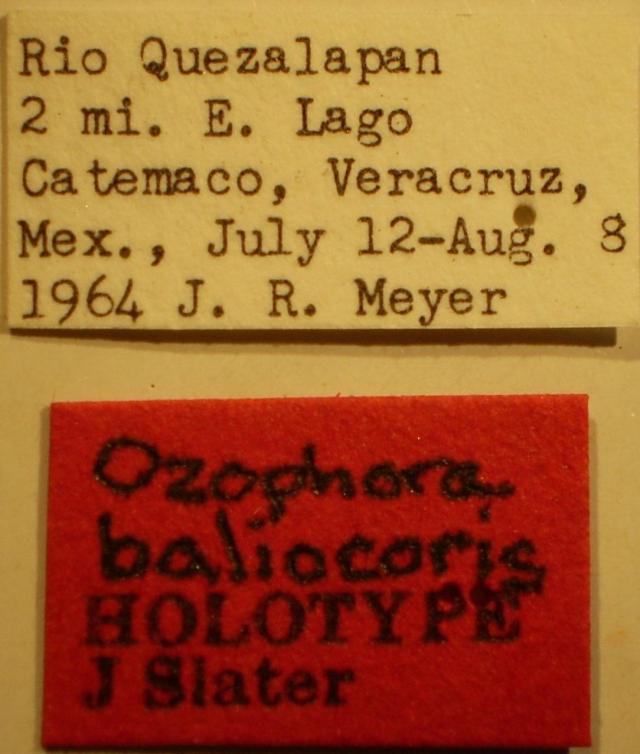 Rio Quezalapan
2 mi. E. Lago
Catemaco, Veracruz,
Mex., July 12-Aug. 8
1964 J. R. Meyer
Ozophora
baliocoris
HOLOTYPE
J Slater